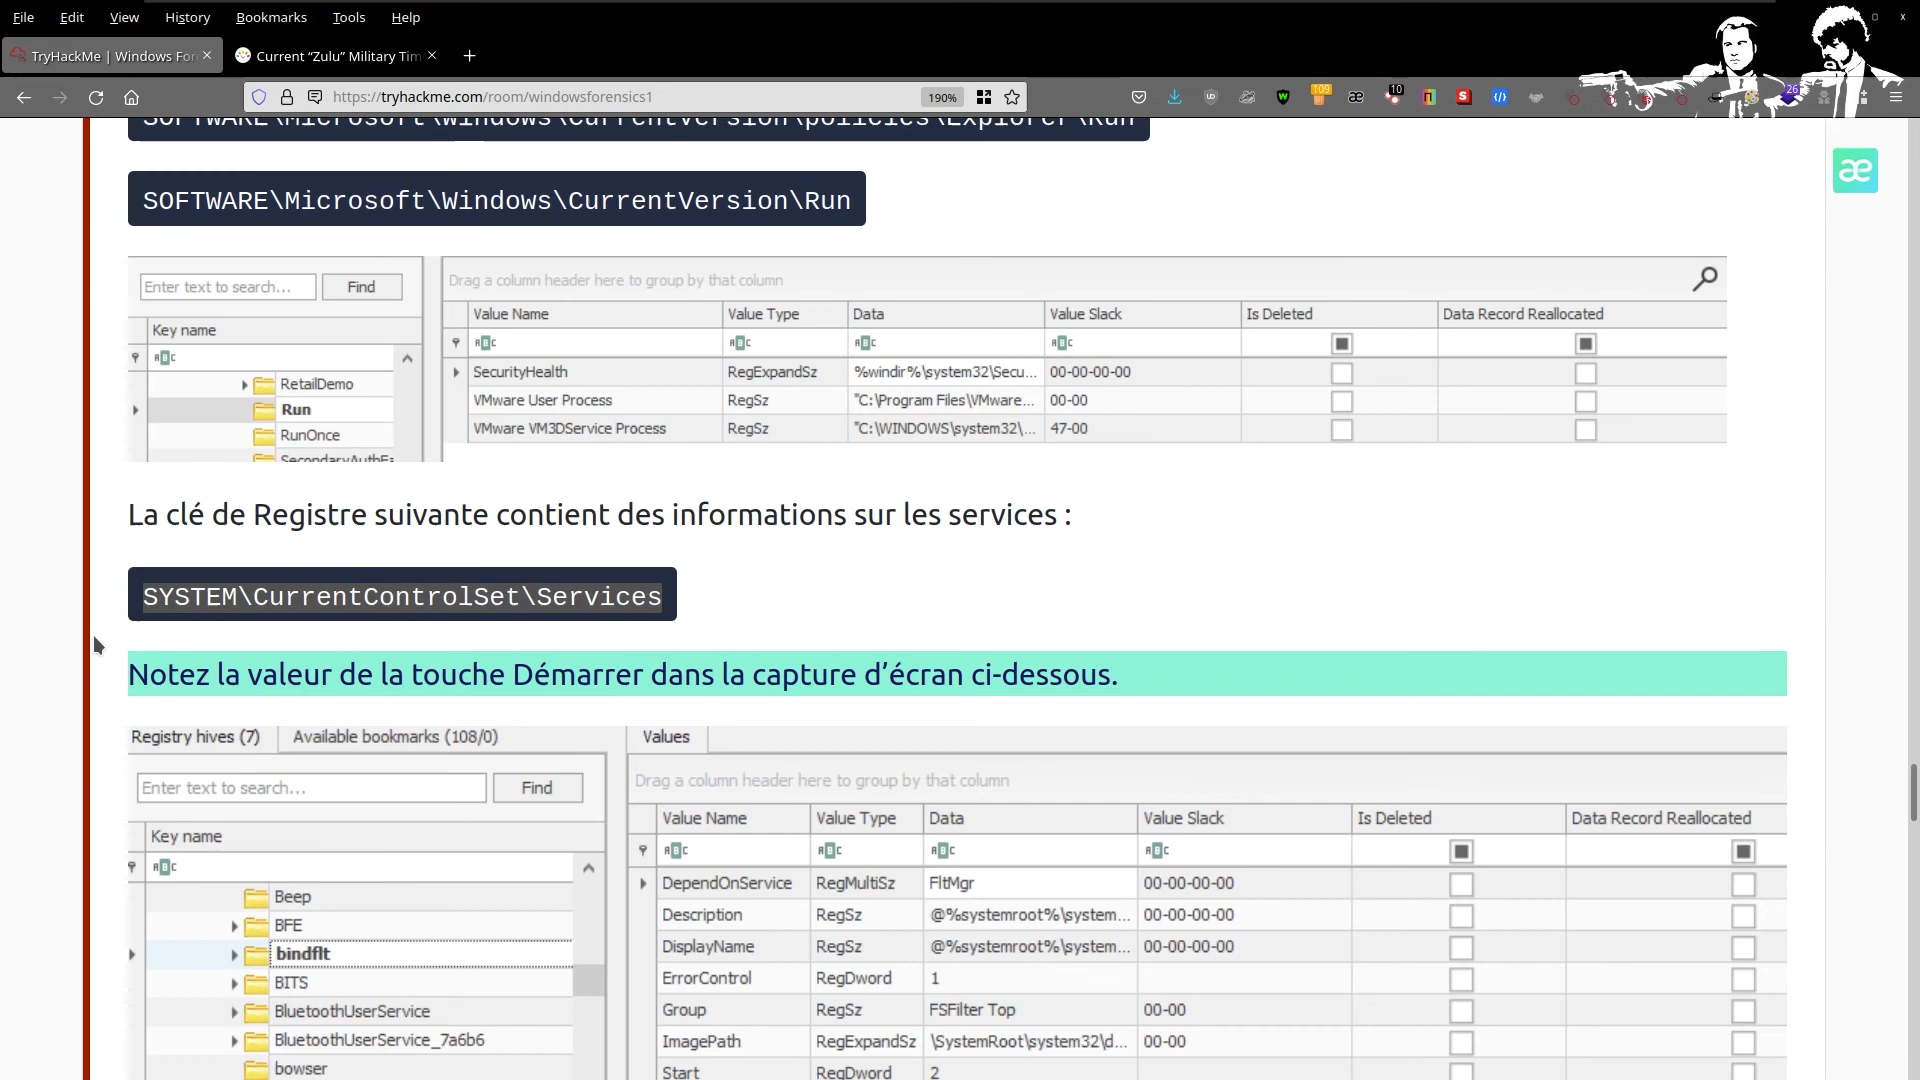 File Edit View History Bookmarks Tools Help
TryHackMe | Windows For
Current “Zulu” Military Tim
https://tryhackme.com/room/windowsforensics1
190%
109
10
26
SOFTWARE\Microsoft\Windows\CurrentVersion\policies\Explorer\Run
SOFTWARE\Microsoft\Windows\CurrentVersion\Run
æ
Enter text to search... Find
Drag a column header here to group by that column
Key name
Value Name Value Type Data Value Slack Is Deleted Data Record Reallocated
RetailDemo
Run
RunOnce
SecurityHealth RegExpandSz %windir%\system32\Secu... 00-00-00-00
VMware User Process RegSz "C:\Program Files\VMware... 00-00
VMware VM3DService Process RegSz "C:\WINDOWS\system32\... 47-00
La clé de Registre suivante contient des informations sur les services :
SYSTEM\CurrentControlSet\Services
Notez la valeur de la touche Démarrer dans la capture d’écran ci-dessous.
Registry hives (7) Available bookmarks (108/0)
Values
Enter text to search... Find
Drag a column header here to group by that column
Key name
Value Name Value Type Data Value Slack Is Deleted Data Record Reallocated
Beep
BFE
bindflt
BITS
BluetoothUserService
BluetoothUserService_7a6b6
bowser
DependOnService RegMultiSz FltMgr 00-00-00-00
Description RegSz @%systemroot%\system... 00-00-00-00
DisplayName RegSz @%systemroot%\system... 00-00-00-00
ErrorControl RegDword 1
Group RegSz FSFilter Top 00-00
ImagePath RegExpandSz \SystemRoot\system32\d... 00-00
Start RegDword 2